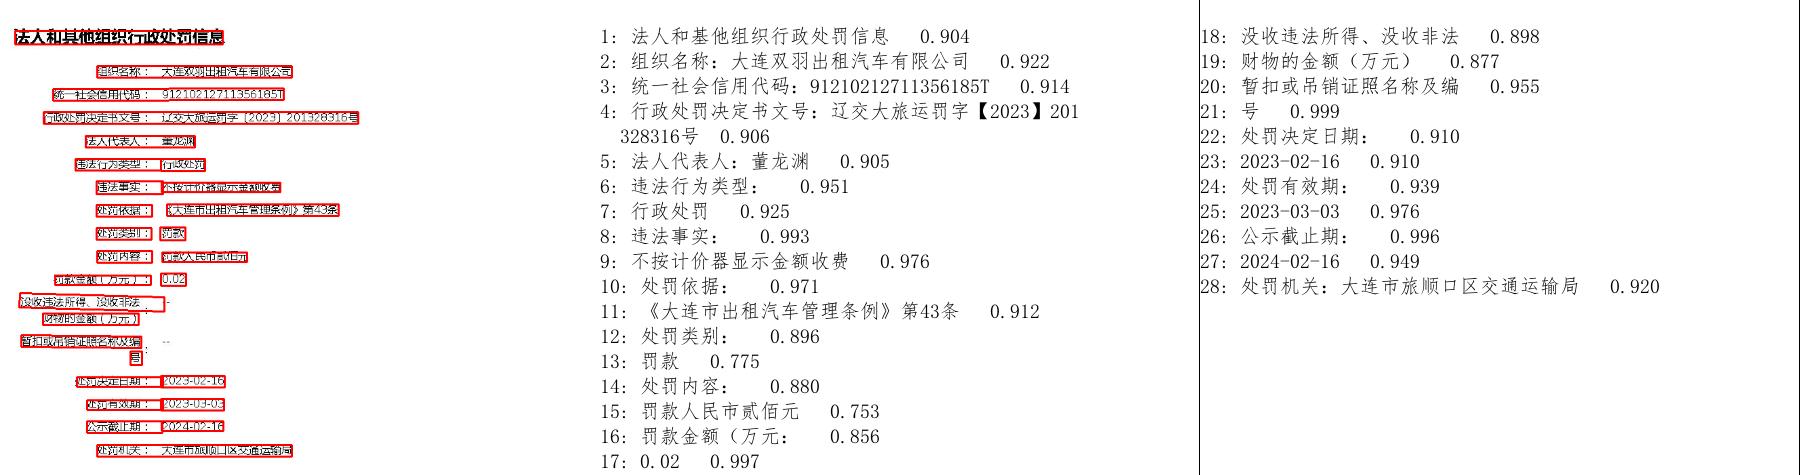 法人和其他组织行政处罚信息
组织名称： 大连双羽出租汽车有限公司
统一社会信用代码： 91210212711356185T
行政处罚决定书文号： 辽交大旅运罚字〔2023〕201328316号
法人代表人： 董龙渊
违法行为类型： 行政处罚
违法事实： 不按计价器显示金额收费
处罚依据： 《大连市出租汽车管理条例》第43条
处罚类别： 罚款
处罚内容： 罚款人民币贰佰元
罚款金额（万元）： 0.02
没收违法所得、没收非法 --
财物的金额（万元）：
暂扣或吊销证照名称及编 --
号：
处罚决定日期： 2023-02-16
处罚有效期： 2023-03-03
公示截止期： 2024-02-16
处罚机关： 大连市旅顺口区交通运输局
1: 法人和基他组织行政处罚信息 0.904
2: 组织名称：大连双羽出租汽车有限公司 0.922
3: 统一社会信用代码：91210212711356185T 0.914
4: 行政处罚决定书文号：辽交大旅运罚字【2023】201
328316号 0.906
5: 法人代表人：董龙渊 0.905
6: 违法行为类型： 0.951
7: 行政处罚 0.925
8: 违法事实： 0.993
9: 不按计价器显示金额收费 0.976
10: 处罚依据： 0.971
11: 《大连市出租汽车管理条例》第43条 0.912
12: 处罚类别： 0.896
13: 罚款 0.775
14: 处罚内容： 0.880
15: 罚款人民币贰佰元 0.753
16: 罚款金额（万元： 0.856
17: 0.02 0.997
18: 没收违法所得、没收非法 0.898
19: 财物的金额（万元） 0.877
20: 暂扣或吊销证照名称及编 0.955
21: 号 0.999
22: 处罚决定日期： 0.910
23: 2023-02-16 0.910
24: 处罚有效期： 0.939
25: 2023-03-03 0.976
26: 公示截止期： 0.996
27: 2024-02-16 0.949
28: 处罚机关：大连市旅顺口区交通运输局 0.920